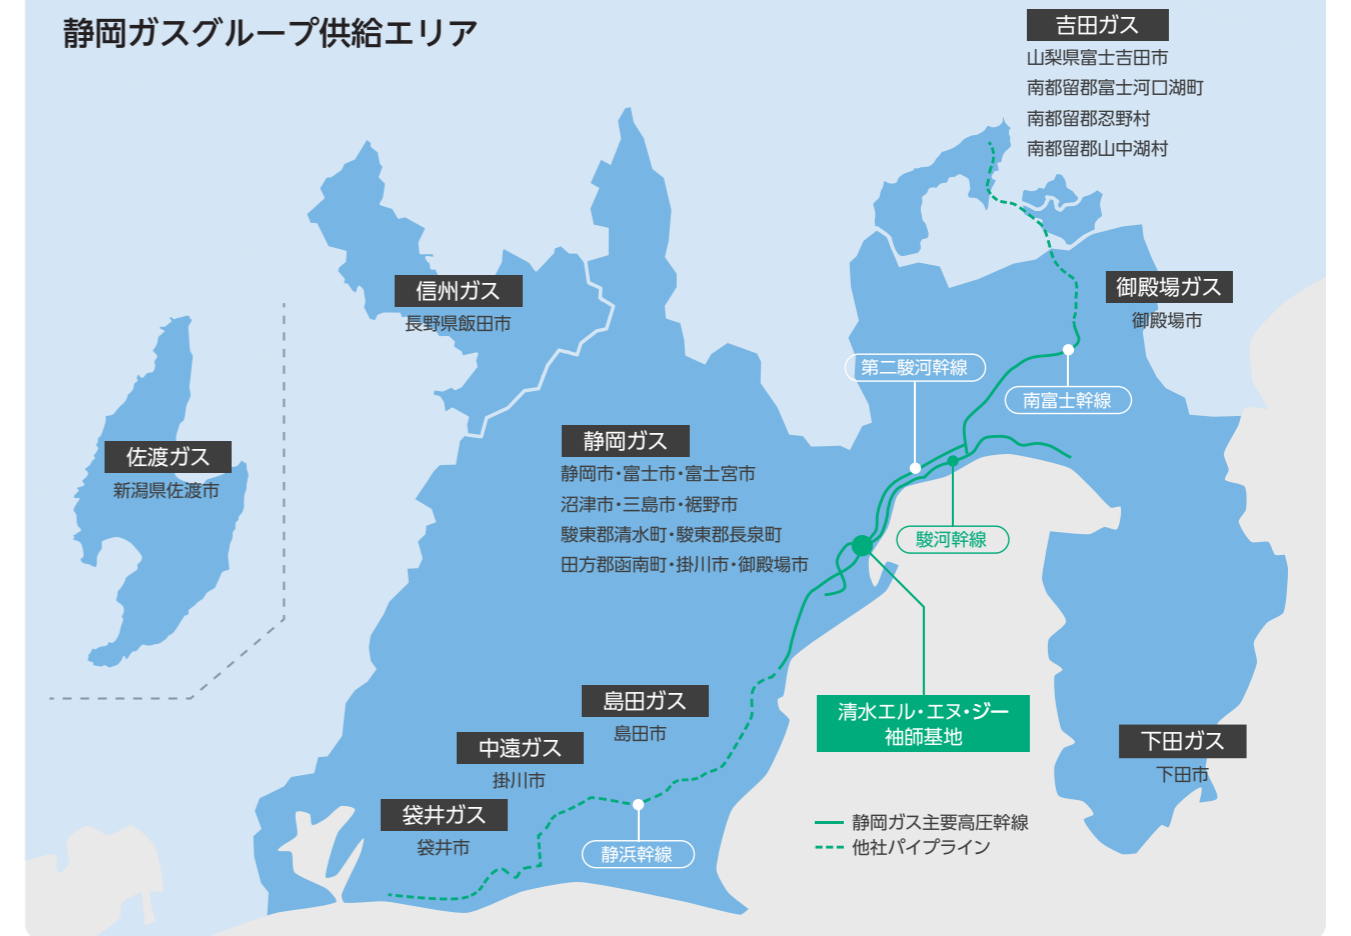 静岡ガスグループ供給エリア
吉田ガス
山梨県富士吉田市
南都留郡富士河口湖町
南都留郡忍野村
南都留郡山中湖村
信州ガス
長野県飯田市
御殿場ガス
御殿場市
第二駿河幹線
南富士幹線
佐渡ガス
新潟県佐渡市
静岡ガス
静岡市・富士市・富士宮市
沼津市・三島市・裾野市
駿東郡清水町・駿東郡長泉町
田方郡函南町・掛川市・御殿場市
駿河幹線
島田ガス
島田市
清水エル・エヌ・ジー
袖師基地
中遠ガス
掛川市
下田ガス
下田市
袋井ガス
袋井市
静浜幹線
静岡ガス主要高圧幹線
他社パイプライン